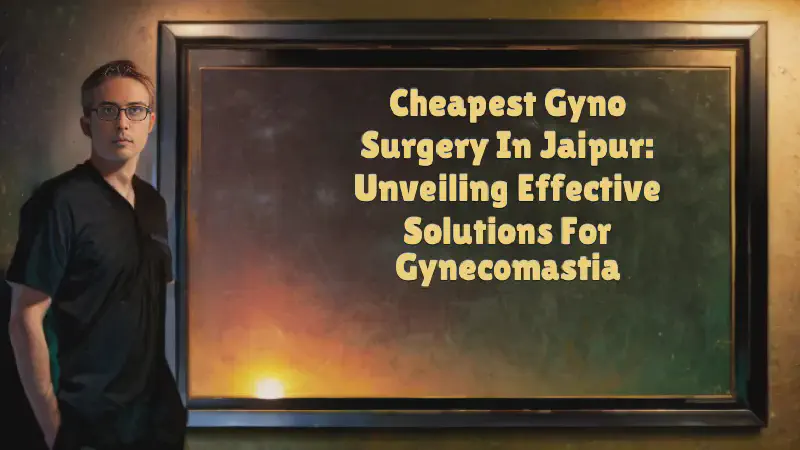 Cheapest Gyno
Surgery In Jaipur:
Unveiling Effective
Solutions For
Gynecomastia